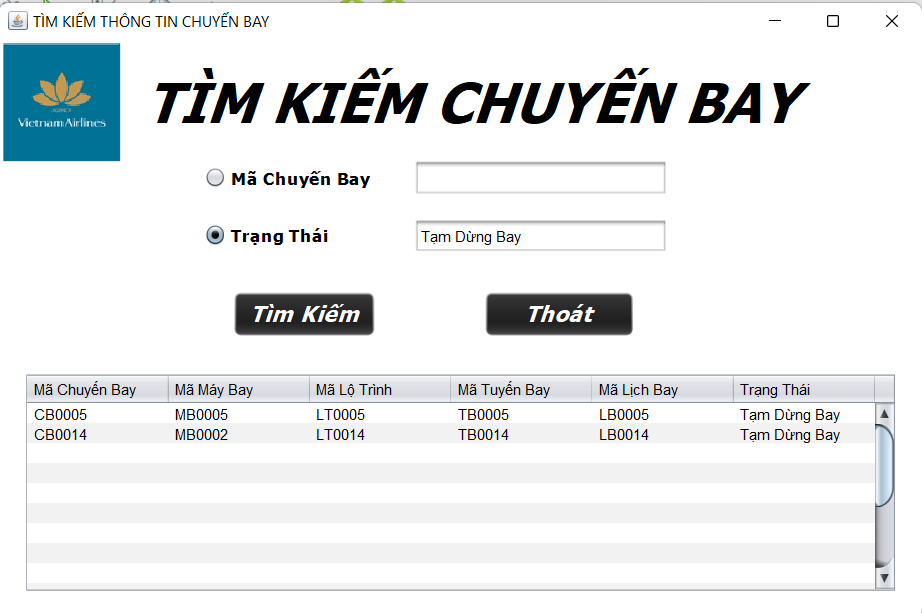 TÌM KIẾM THÔNG TIN CHUYẾN BAY
TÌM KIẾM CHUYẾN BAY
AGENCY
Vietnam Airlines
Mã Chuyến Bay
Trạng Thái Tạm Dừng Bay
Tìm Kiếm Thoát
Mã Chuyến Bay Mã Máy Bay Mã Lộ Trình Mã Tuyến Bay Mã Lịch Bay Trạng Thái
CB0005 MB0005 LT0005 TB0005 LB0005 Tạm Dừng Bay
CB0014 MB0002 LT0014 TB0014 LB0014 Tạm Dừng Bay